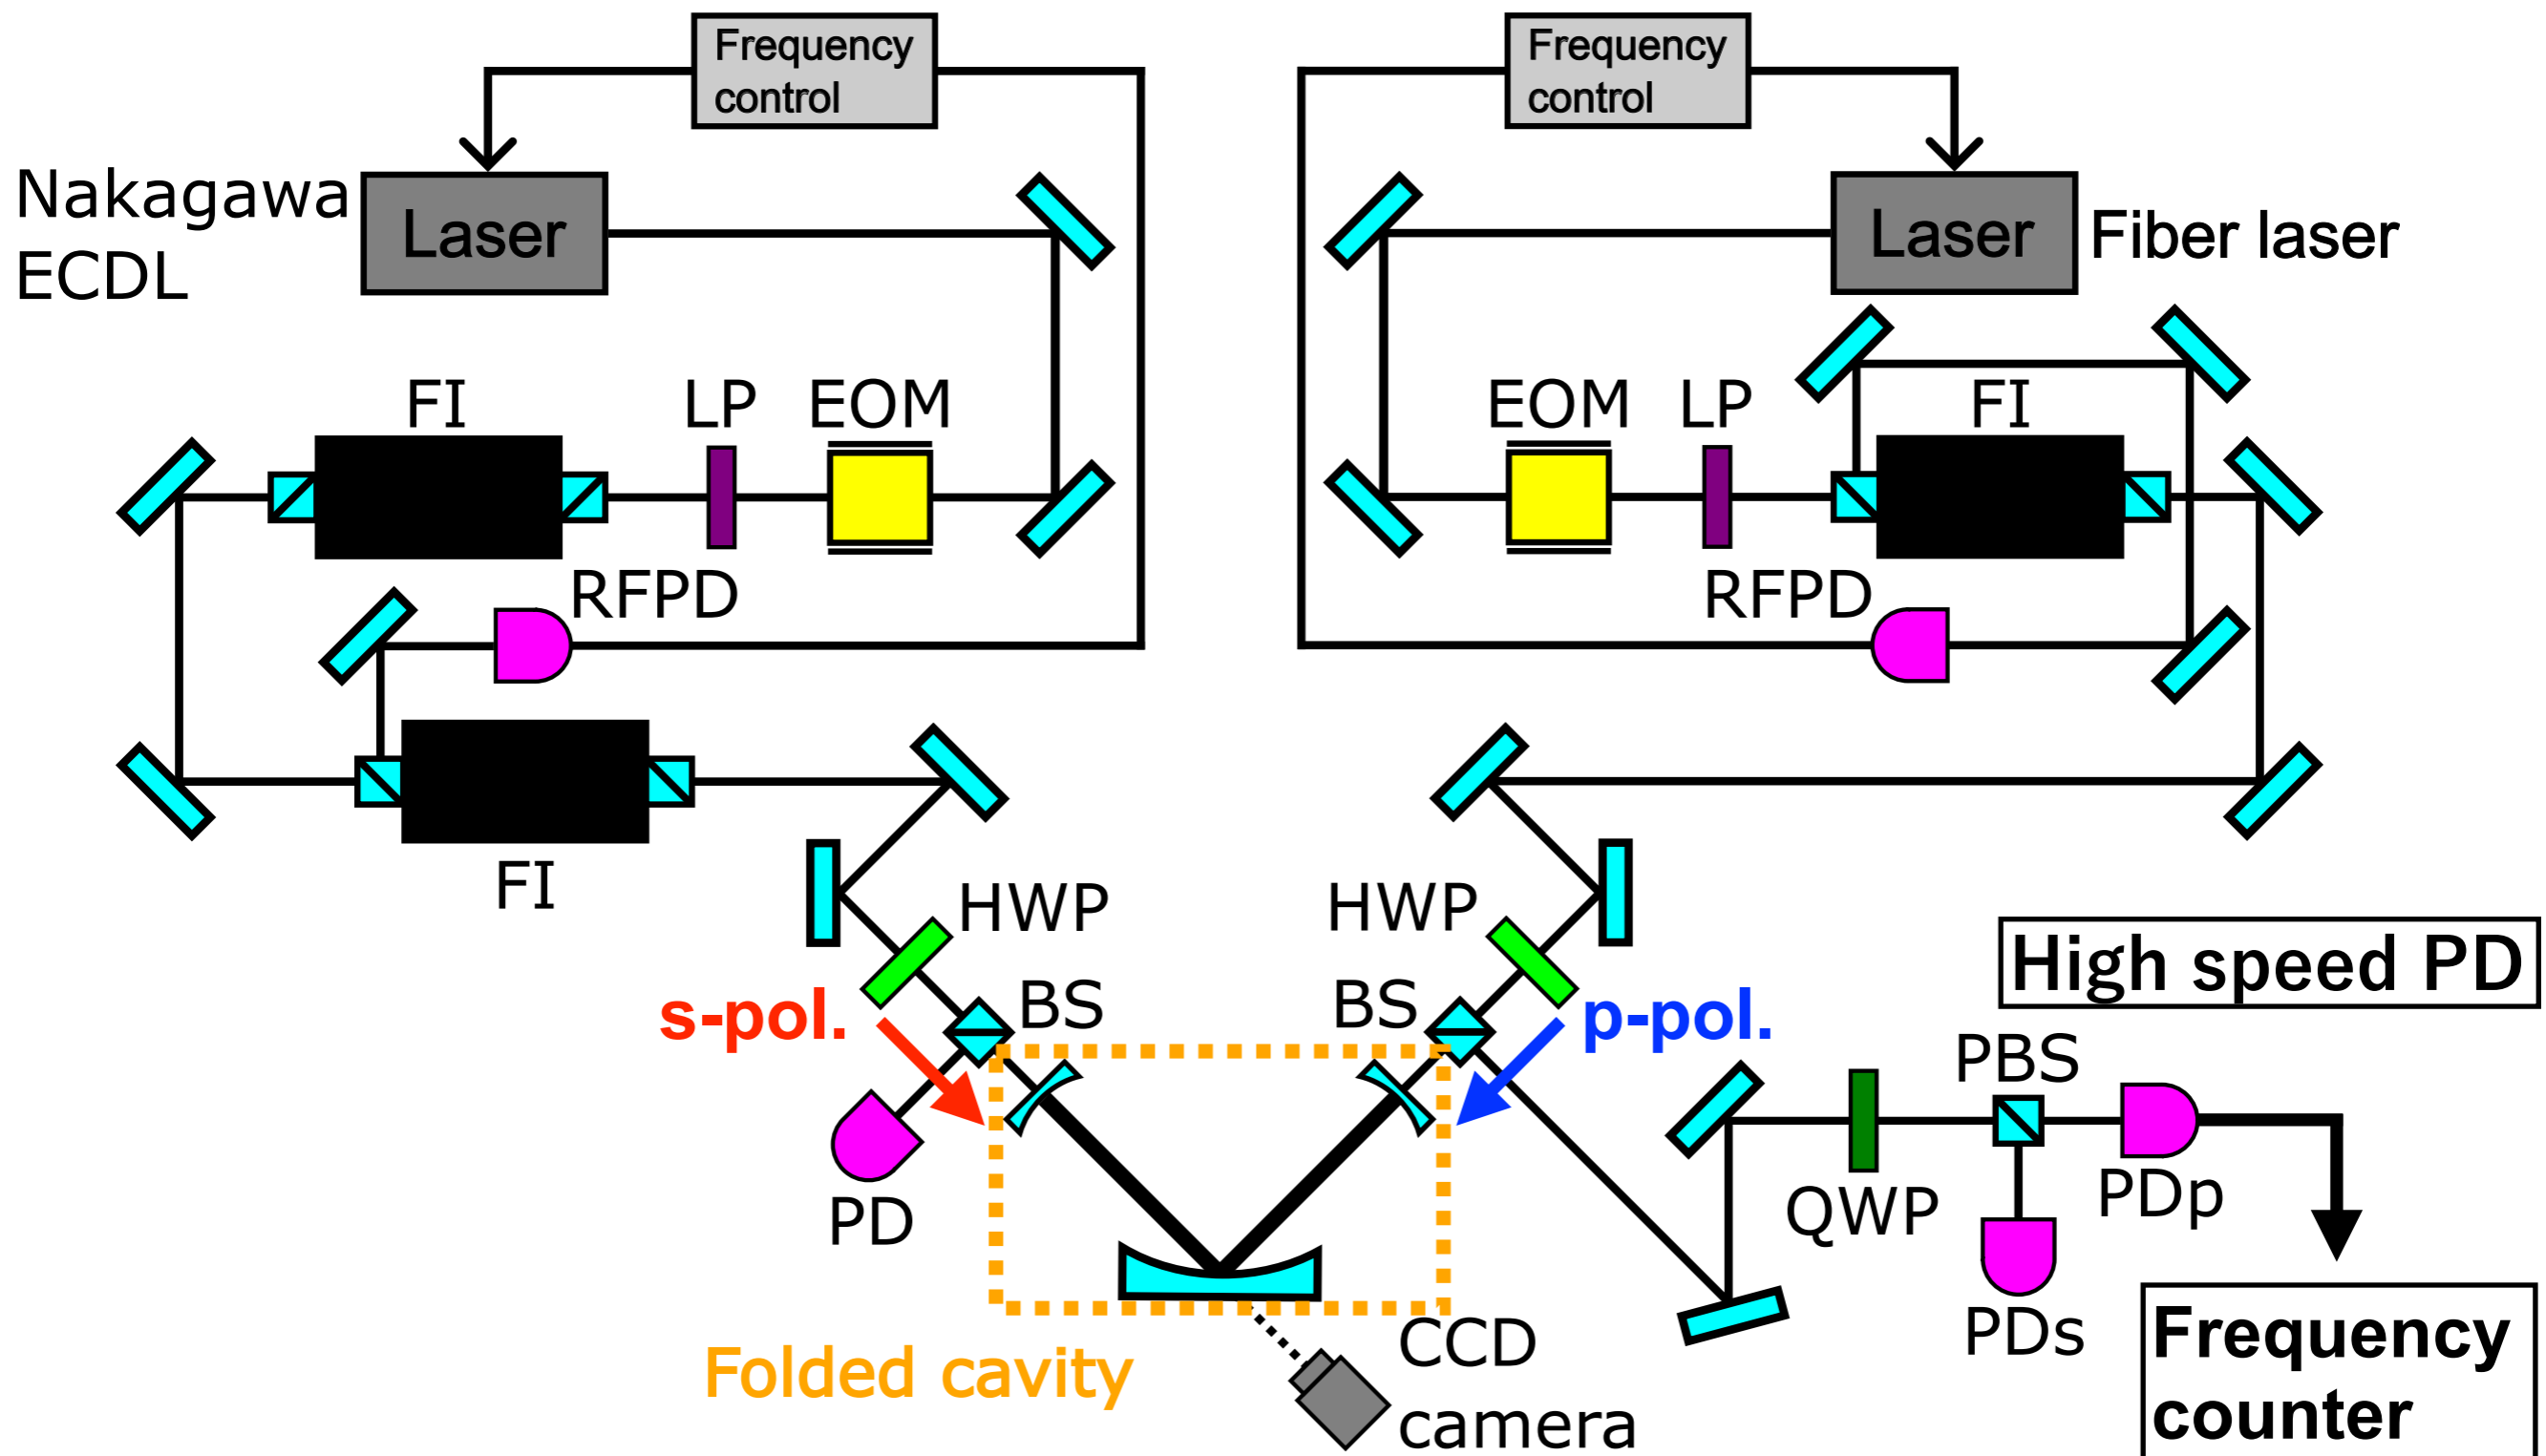 Frequency
control
Frequency
control
Nakagawa
ECDL
Laser
Laser
Fiber laser
FI
LP
EOM
EOM
LP
FI
RFPD
RFPD
FI
HWP
HWP
High speed PD
s-pol.
BS
BS
p-pol.
PBS
PD
QWP
PDp
PDs
Folded cavity
CCD
camera
Frequency
counter